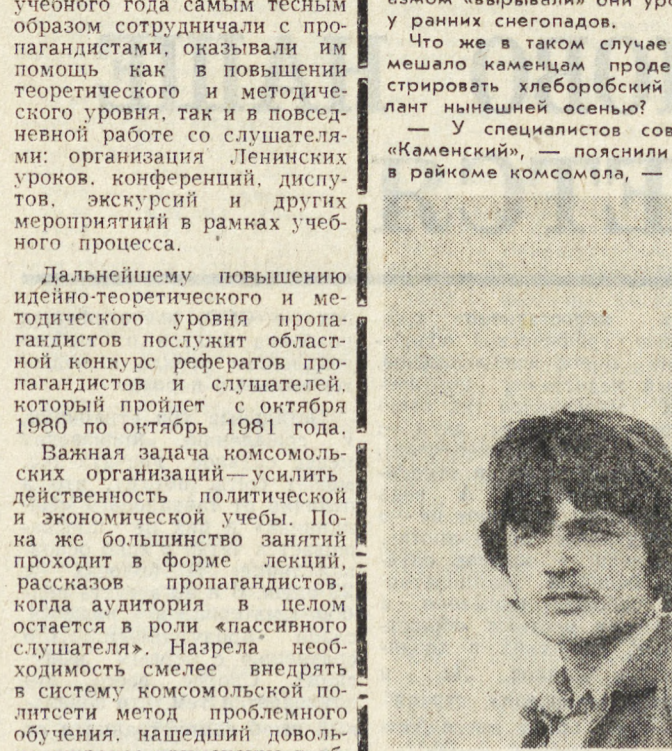 учебного года самым тесным
образом сотрудничали с про-
пагандистами, оказывали им
помощь как в повышении
теоретического и методиче-
ского уровня, так и в повсед-
невной работе со слушателя-
ми: организация Ленинских
уроков, конференций, диспу-
тов, экскурсий и других
мероприятиий в рамках учеб-
ного процесса.
Дальнейшему повышению
идейно-теоретического и ме-
тодического уровня пропа-
гандистов послужит област-
ной конкурс рефератов про-
пагандистов и слушателей,
который пройдет с октября
1980 по октябрь 1981 года.
Важная задача комсомоль-
ских организаций—усилить
действенность политической
и экономической учебы. По-
ка же большинство занятий
проходит в форме лекций,
рассказов пропагандистов,
когда аудитория в целом
остается в роли «пассивного
слушателя». Назрела необ-
ходимость смелее внедрять
в систему комсомольской по-
литсети метод проблемного
обучения, нашедший доволь-
«вырывали» они
у ранних снегопадов.
Что же в таком случае
мешало каменцам проде
стрировать хлеборобский
лант нынешней осенью?
— У специалистов сов
«Каменский», — пояснили
в райкоме комсомола, —